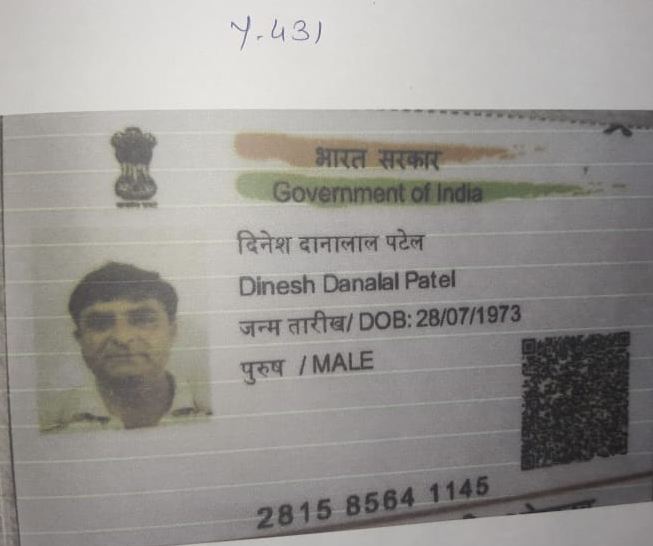 Y.431
भारत सरकार
Government of India
दिनेश दानालाल पटेल
Dinesh Danalal Patel
जन्म तारीख/ DOB: 28/07/1973
पुरुष / MALE
2815 8564 1145